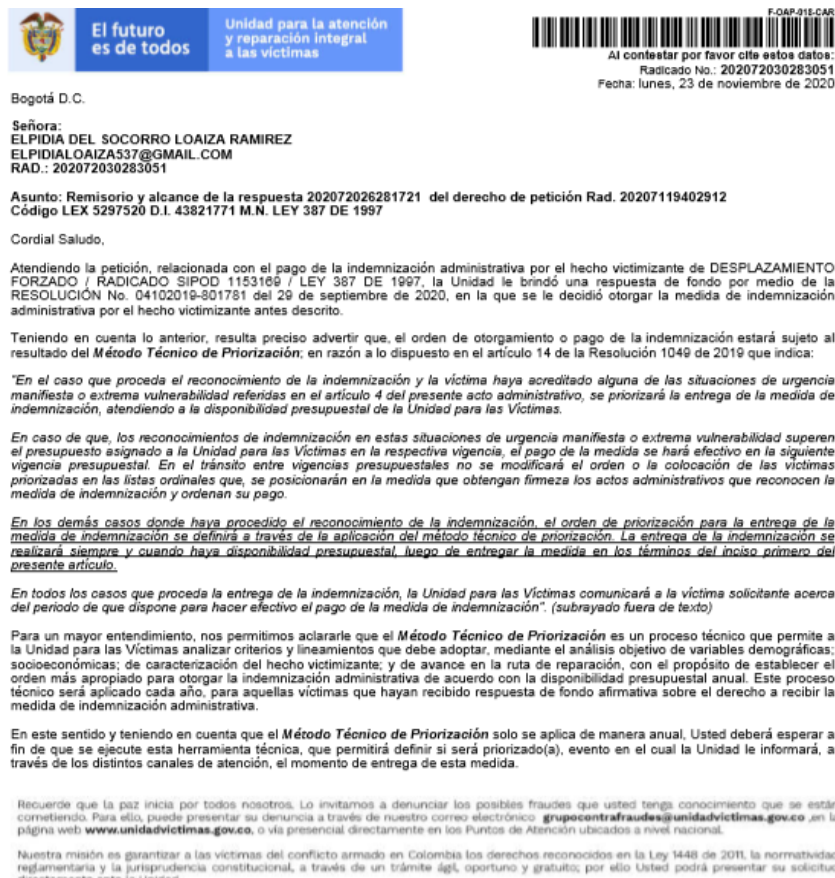 El futuro
es de todos
Unidad para la atención
y reparación integral
a las víctimas
F-OAP-018-CAR
Al contestar por favor cite estos datos:
Radicado No.: 202072030283051
Fecha: lunes, 23 de noviembre de 2020
Bogotá D.C.
Señora:
ELPIDIA DEL SOCORRO LOAIZA RAMIREZ
ELPIDIALOAIZA537@GMAIL.COM
RAD.: 202072030283051
Asunto: Remisorio y alcance de la respuesta 202072026281721 del derecho de petición Rad. 20207119402912
Código LEX 5297520 D.I. 43821771 M.N. LEY 387 DE 1997
Cordial Saludo,
Atendiendo la petición, relacionada con el pago de la indemnización administrativa por el hecho victimizante de DESPLAZAMIENTO
FORZADO / RADICADO SIPOD 1153169 / LEY 387 DE 1997, la Unidad le brindó una respuesta de fondo por medio de la
RESOLUCIÓN No. 04102019-801781 del 29 de septiembre de 2020, en la que se le decidió otorgar la medida de indemnización
administrativa por el hecho victimizante antes descrito.
Teniendo en cuenta lo anterior, resulta preciso advertir que, el orden de otorgamiento o pago de la indemnización estará sujeto al
resultado del Método Técnico de Priorización; en razón a lo dispuesto en el artículo 14 de la Resolución 1049 de 2019 que indica:
"En el caso que proceda el reconocimiento de la indemnización y la víctima haya acreditado alguna de las situaciones de urgencia
manifiesta o extrema vulnerabilidad referidas en el artículo 4 del presente acto administrativo, se priorizará la entrega de la medida de
indemnización, atendiendo a la disponibilidad presupuestal de la Unidad para las Víctimas.
En caso de que, los reconocimientos de indemnización en estas situaciones de urgencia manifiesta o extrema vulnerabilidad superen
el presupuesto asignado a la Unidad para las Víctimas en la respectiva vigencia, el pago de la medida se hará efectivo en la siguiente
vigencia presupuestal. En el tránsito entre vigencias presupuestales no se modificará el orden o la colocación de las víctimas
priorizadas en las listas ordinales que, se posicionarán en la medida que obtengan firmeza los actos administrativos que reconocen la
medida de indemnización y ordenan su pago.
En los demás casos donde haya procedido el reconocimiento de la indemnización, el orden de priorización para la entrega de la
medida de indemnización se definirá a través de la aplicación del método técnico de priorización. La entrega de la indemnización se
realizará siempre y cuando haya disponibilidad presupuestal, luego de entregar la medida en los términos del inciso primero del
presente artículo.
En todos los casos que proceda la entrega de la indemnización, la Unidad para las Víctimas comunicará a la víctima solicitante acerca
del periodo de que dispone para hacer efectivo el pago de la medida de indemnización". (subrayado fuera de texto)
Para un mayor entendimiento, nos permitimos aclararle que el Método Técnico de Priorización es un proceso técnico que permite a
la Unidad para las Víctimas analizar criterios y lineamientos que debe adoptar, mediante el análisis objetivo de variables demográficas;
socioeconómicas; de caracterización del hecho victimizante; y de avance en la ruta de reparación, con el propósito de establecer el
orden más apropiado para otorgar la indemnización administrativa de acuerdo con la disponibilidad presupuestal anual. Este proceso
técnico será aplicado cada año, para aquellas víctimas que hayan recibido respuesta de fondo afirmativa sobre el derecho a recibir la
medida de indemnización administrativa.
En este sentido y teniendo en cuenta que el Método Técnico de Priorización solo se aplica de manera anual, Usted deberá esperar a
fin de que se ejecute esta herramienta técnica, que permitirá definir si será priorizado(a), evento en el cual la Unidad le informará, a
través de los distintos canales de atención, el momento de entrega de esta medida.
Recuerde que la paz inicia por todos nosotros. Lo invitamos a denunciar los posibles fraudes que usted tenga conocimiento que se están
cometiendo. Para ello, puede presentar su denuncia a través de nuestro correo electrónico grupocontrafraudes@unidadvictimas.gov.co ,en la
página web www.unidadvictimas.gov.co, o vía presencial directamente en los Puntos de Atención ubicados a nivel nacional.
Nuestra misión es garantizar a las víctimas del conflicto armado en Colombia los derechos reconocidos en la Ley 1448 de 2011, la normatividad
reglamentaria y la jurisprudencia constitucional, a través de un trámite ágil, oportuno y gratuito; por ello Usted podrá presentar su solicitud